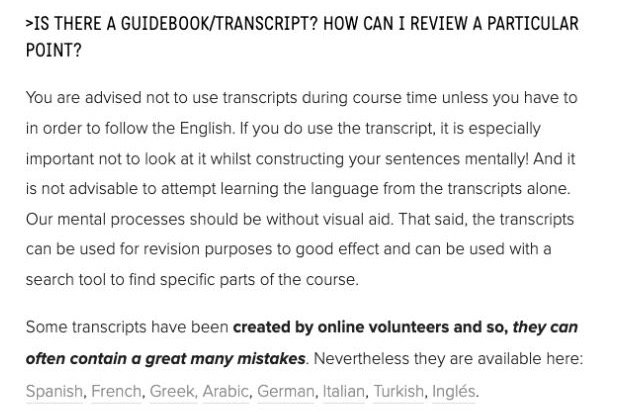 >IS THERE A GUIDEBOOK/TRANSCRIPT? HOW CAN I REVIEW A PARTICULAR
POINT?
You are advised not to use transcripts during course time unless you have to
in order to follow the English. If you do use the transcript, it is especially
important not to look at it whilst constructing your sentences mentally! And it
is not advisable to attempt learning the language from the transcripts alone.
Our mental processes should be without visual aid. That said, the transcripts
can be used for revision purposes to good effect and can be used with a
search tool to find specific parts of the course.
Some transcripts have been created by online volunteers and so, they can
often contain a great many mistakes. Nevertheless they are available here:
Spanish, French, Greek, Arabic, German, Italian, Turkish, Inglés.